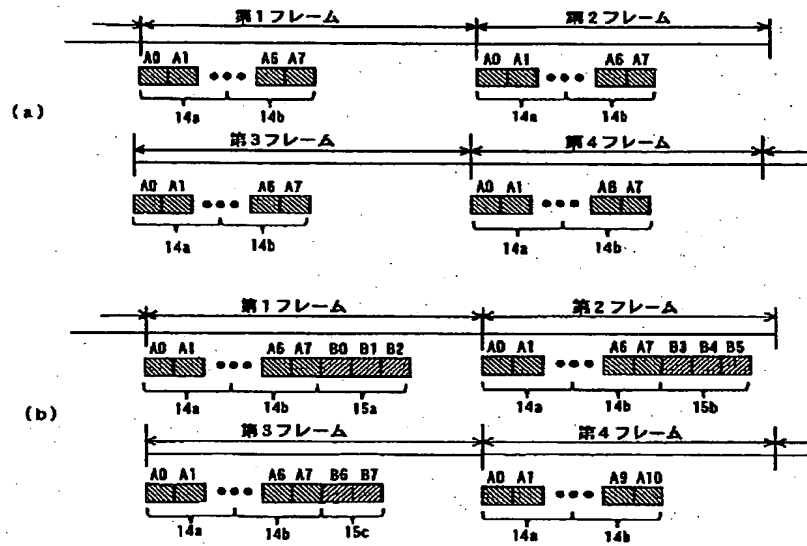 第1フレーム 第2フレーム
A0 A1 ●●● A6 A7 A0 A1 ●●● A6 A7
14a 14b 14a 14b
(a)
第3フレーム 第4フレーム
A0 A1 ●●● A6 A7 A0 A1 ●●● A6 A7
14a 14b 14a 14b
第1フレーム 第2フレーム
A0 A1 ●●● A6 A7 B0 B1 B2 A0 A1 ●●● A6 A7 B3 B4 B5
14a 14b 15a 14a 14b 15b
(b)
第3フレーム 第4フレーム
A0 A1 ●●● A6 A7 B6 B7 A0 A1 ●●● A9 A10
14a 14b 15c 14a 14b